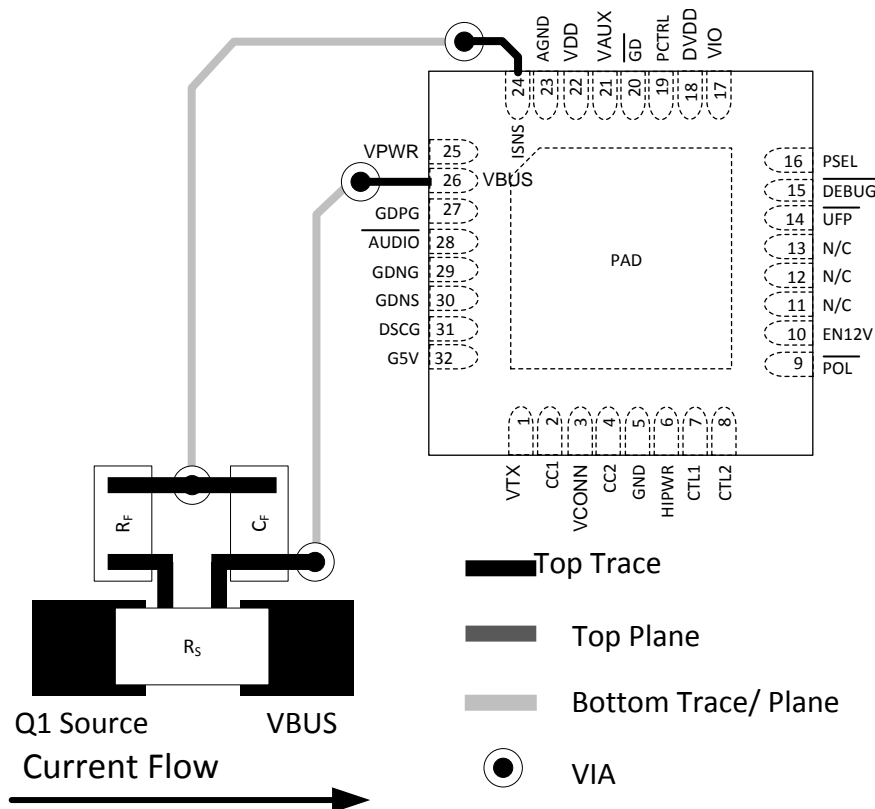 24
23
22
21
20
19
18
17
ISNS
AGND
VDD
VAUX
GD
PCTRL
DVDD
VIO
VPWR 25
26 VBUS
GDPG 27
AUDIO 28
GDNG 29
GDNS 30
DSCG 31
G5V 32
PAD
16 PSEL
15 DEBUG
14 UFP
13 N/C
12 N/C
11 N/C
10 EN12V
9 POL
1
2
3
4
5
6
7
8
VTX
CC1
VCONN
CC2
GND
HIPWR
CTL1
CTL2
RF
CF
RS
Q1 Source
VBUS
Current Flow
Top Trace
Top Plane
Bottom Trace/ Plane
VIA